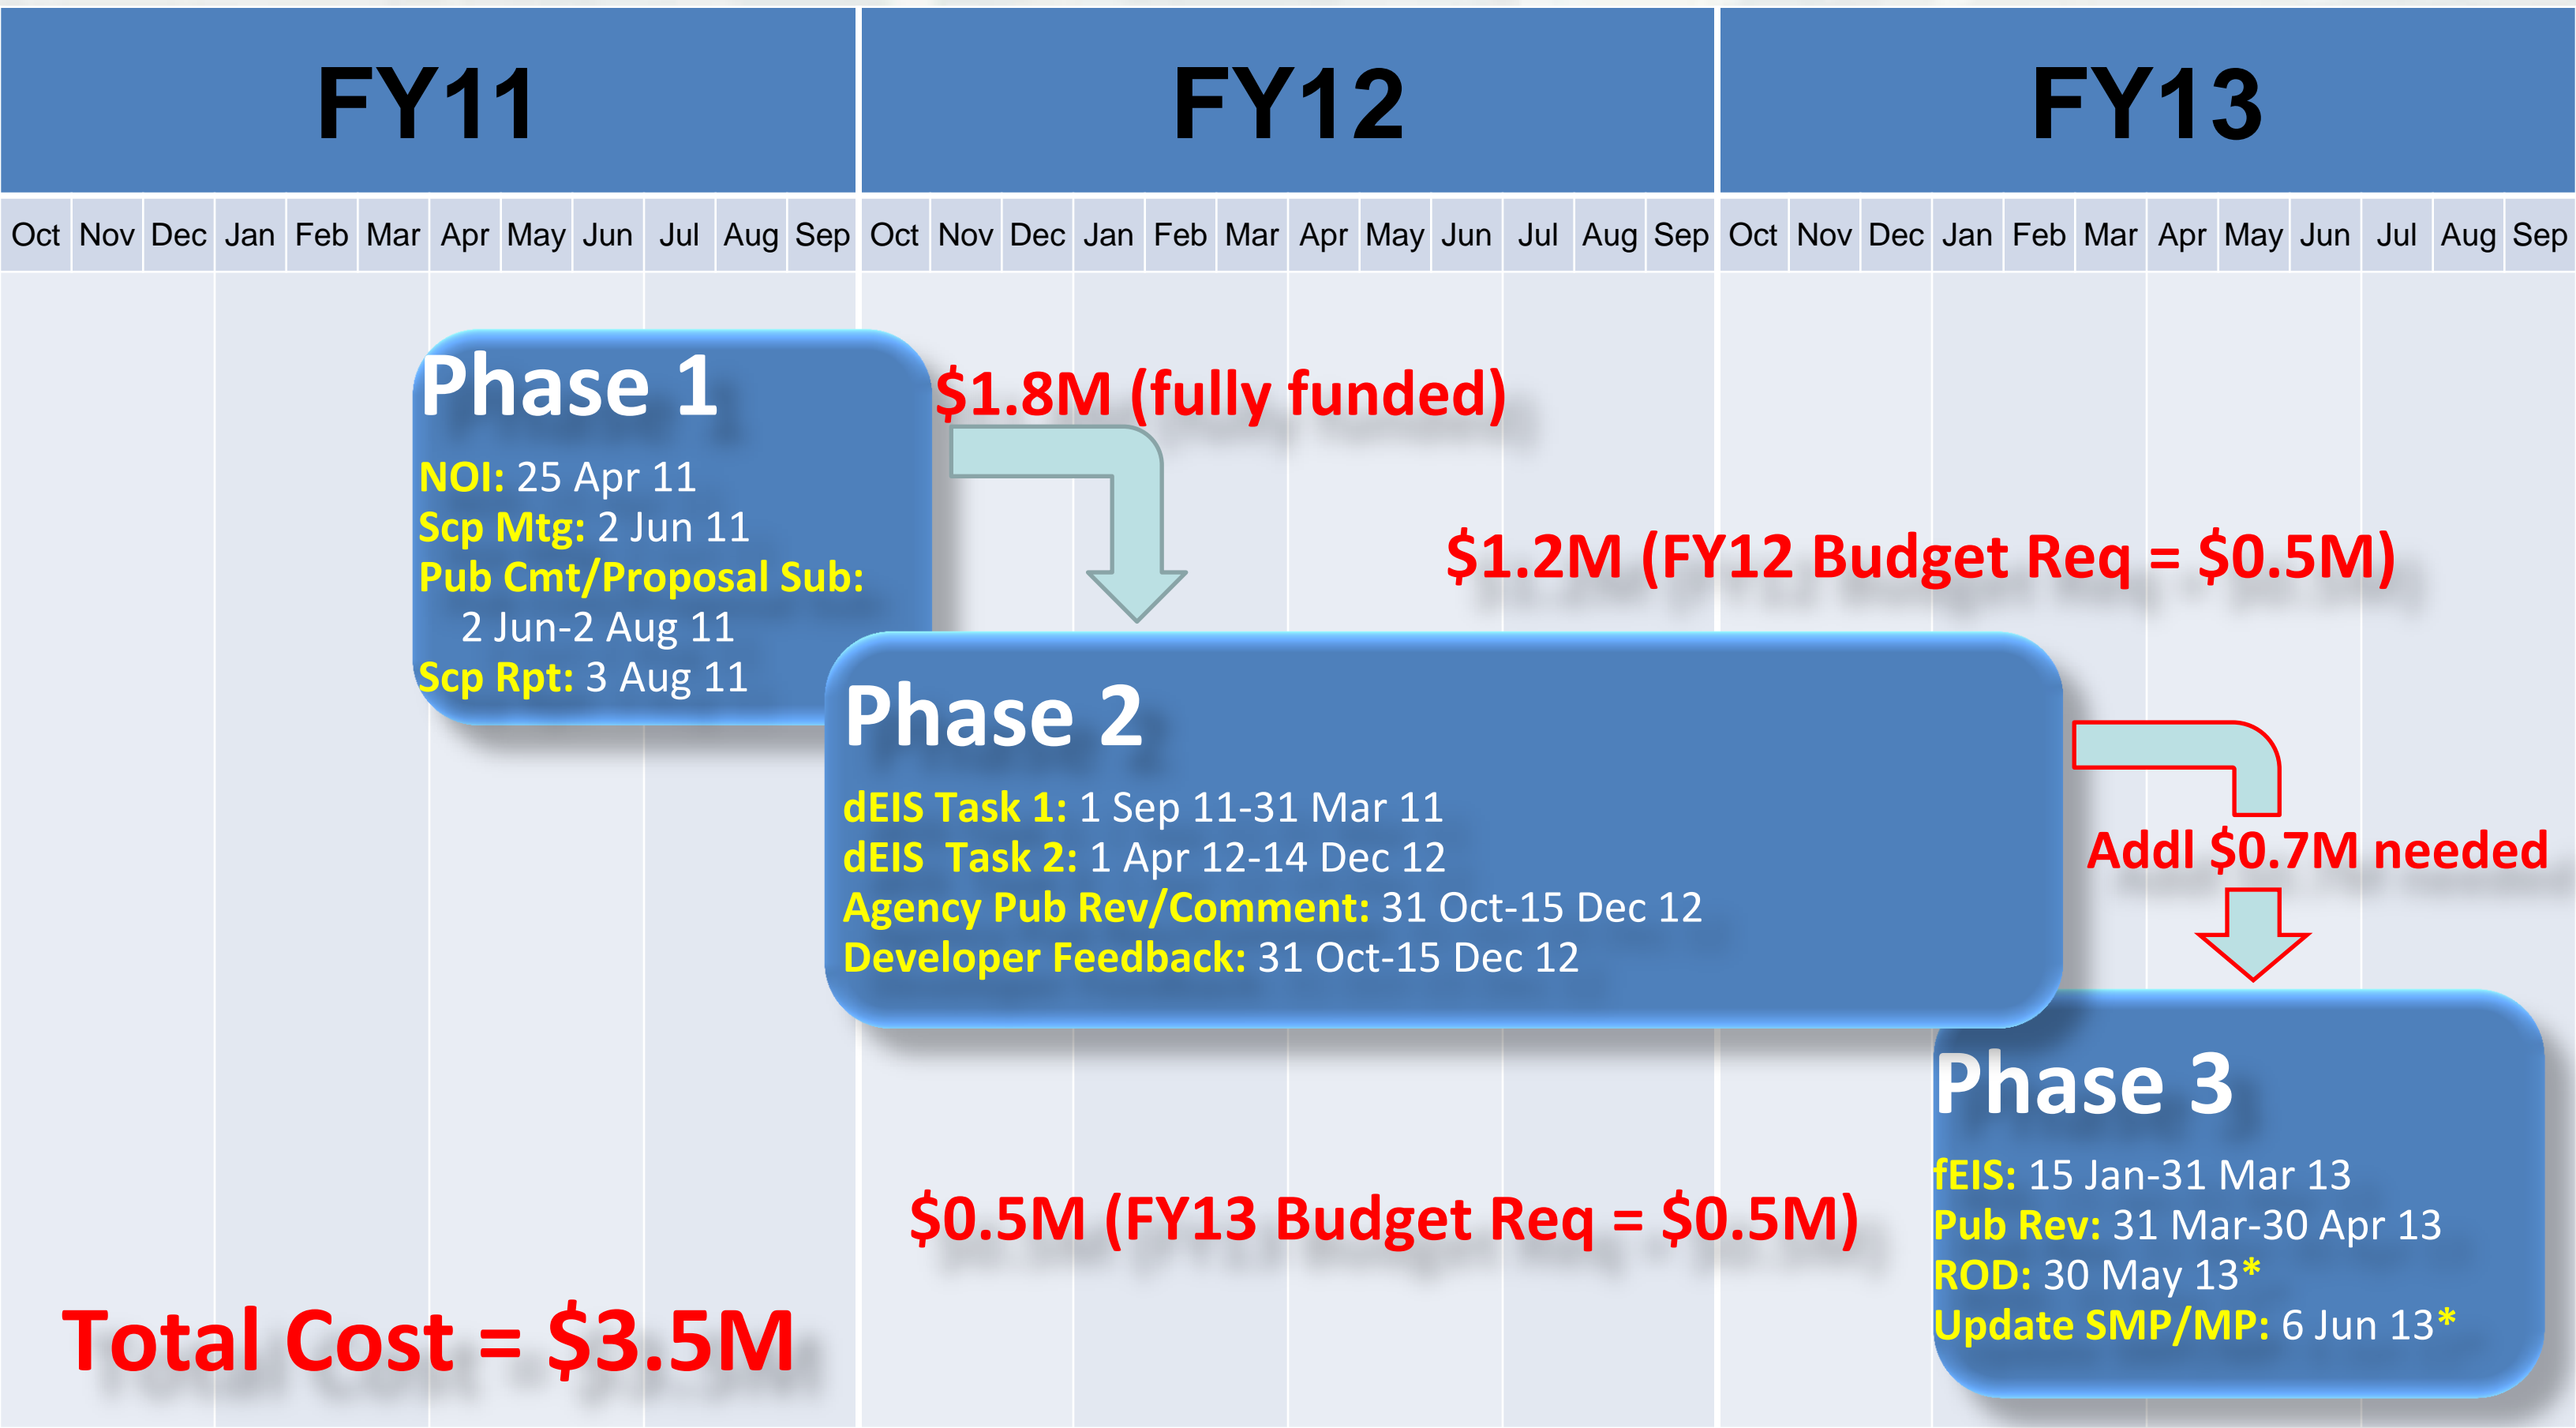 FY11 FY12 FY13
Oct Nov Dec Jan Feb Mar Apr May Jun Jul Aug Sep Oct Nov Dec Jan Feb Mar Apr May Jun Jul Aug Sep Oct Nov Dec Jan Feb Mar Apr May Jun Jul Aug Sep
Phase 1
NOI: 25 Apr 11
Scp Mtg: 2 Jun 11
Pub Cmt/Proposal Sub:
2 Jun-2 Aug 11
Scp Rpt: 3 Aug 11
$1.8M (fully funded)
$1.2M (FY12 Budget Req = $0.5M)
Phase 2
dEIS Task 1: 1 Sep 11-31 Mar 11
dEIS  Task 2: 1 Apr 12-14 Dec 12
Agency Pub Rev/Comment: 31 Oct-15 Dec 12
Developer Feedback: 31 Oct-15 Dec 12
Addl $0.7M needed
Phase 3
fEIS: 15 Jan-31 Mar 13
Pub Rev: 31 Mar-30 Apr 13
ROD: 30 May 13*
Update SMP/MP: 6 Jun 13*
$0.5M (FY13 Budget Req = $0.5M)
Total Cost = $3.5M